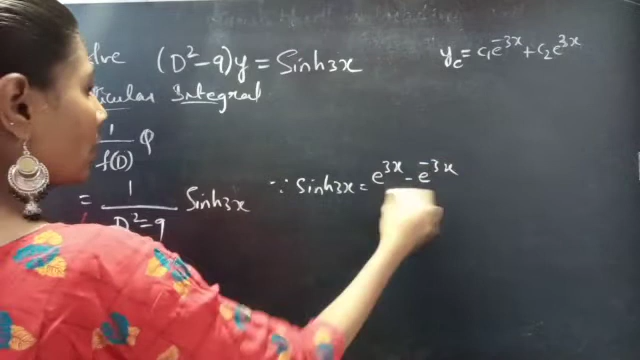 (D²-9)y = Sinh3x
y_c = c₁e^-3x + c₂e^3x
Integral
1/f(D) Q
= 1/D²-9 Sinh3x
∵ Sinh3x = e^3x - e^-3x